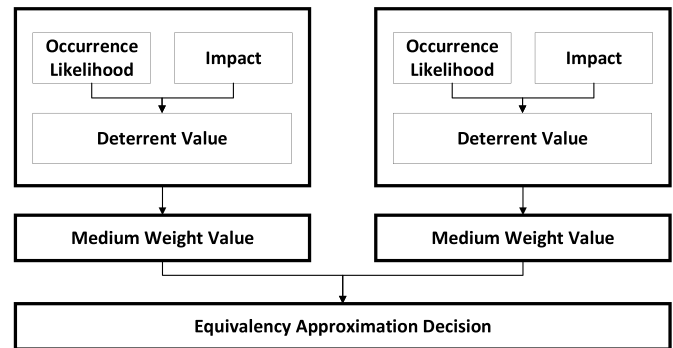 Occurrence
Likelihood
Impact
Deterrent Value
Medium Weight Value
Occurrence
Likelihood
Impact
Deterrent Value
Medium Weight Value
Equivalency Approximation Decision